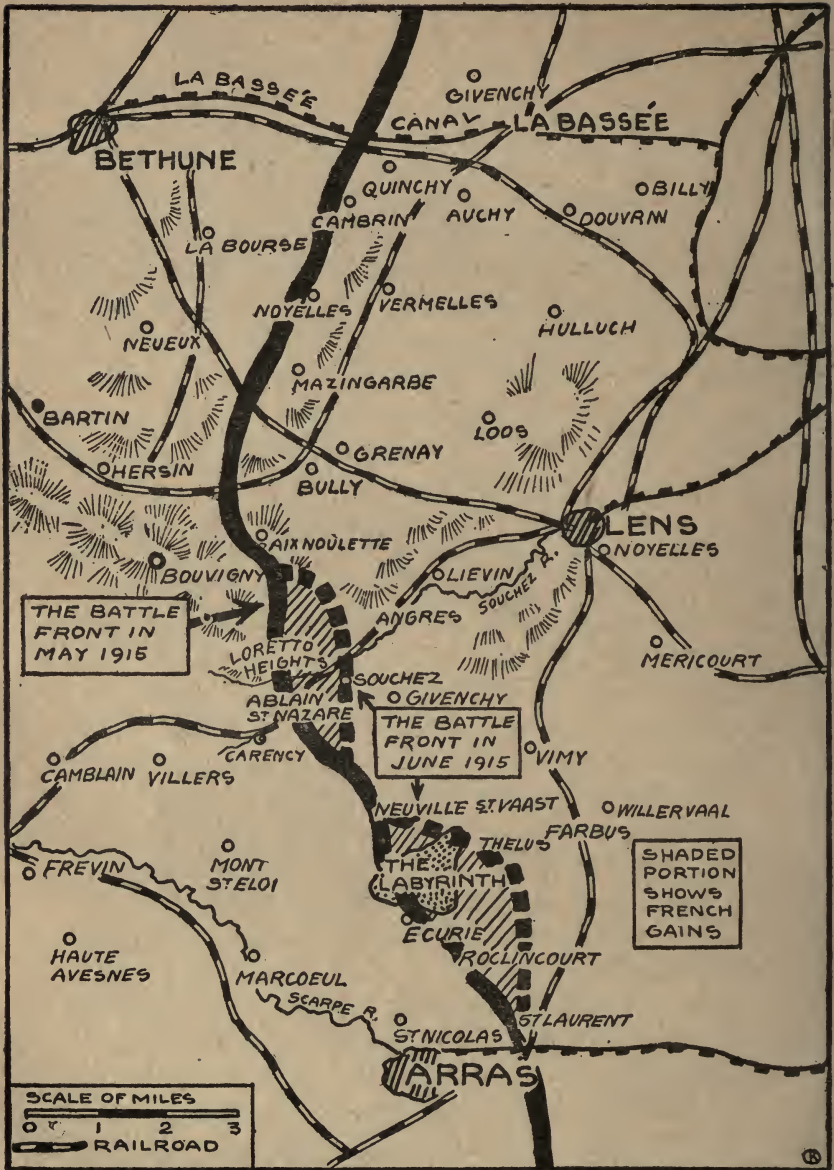 LA BASSÉE
GIVENCHY
CANAL
LA BASSÉE
BETHUNE
QUINCHY
BILLY
CAMBRIN
AUCHY
DOUVRIN
LA BOURSE
NOYELLES
VERMELLES
HULLUCH
NEUEUX
MAZINGARBE
BARTIN
LOOS
HERSIN
GRENAY
BULLY
LENS
AIX NOULETTE
NOYELLES
BOUVIGNY
LIEVIN
SOUCHEZ R.
THE BATTLE
FRONT IN
MAY 1915
ANGRES
LORETTO
HEIGHTS
MERICOURT
SOUCHEZ
ABLAIN
ST NAZARE
GIVENCHY
THE BATTLE
FRONT IN
JUNE 1915
CARENCY
VIMY
CAMBLAIN
VILLERS
NEUVILLE ST VAAST
WILLERVAAL
THELUS
FARBUS
FREVIN
MONT
ST ELOI
THE
LABYRINTH
SHADED
PORTION
SHOWS
FRENCH
GAINS
ECURIE
HAUTE
AVESNES
ROCLINCOURT
MARCOEUL
SCARPE R.
ST NICOLAS
ST LAURENT
ARRAS
SCALE OF MILES
0 1 2 3
RAILROAD